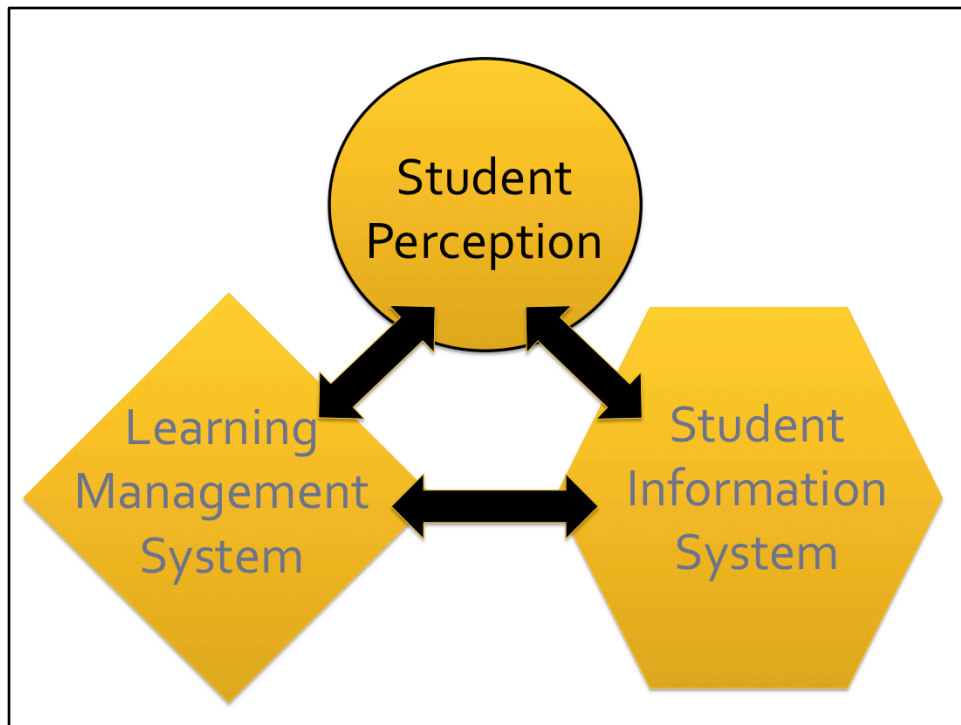 Student
Perception
Learning
Management
System
Student
Information
System